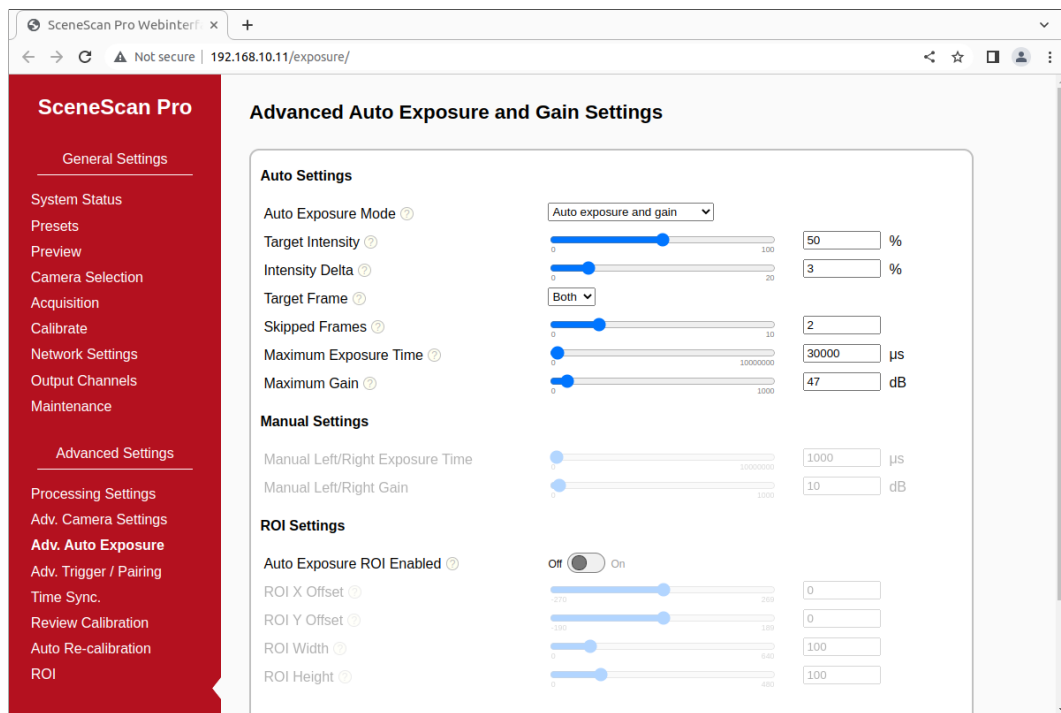 SceneScan Pro Webinterf
Not secure | 192.168.10.11/exposure/
SceneScan Pro
General Settings
System Status
Presets
Preview
Camera Selection
Acquisition
Calibrate
Network Settings
Output Channels
Maintenance
Advanced Settings
Processing Settings
Adv. Camera Settings
Adv. Auto Exposure
Adv. Trigger / Pairing
Time Sync.
Review Calibration
Auto Re-calibration
ROI
Advanced Auto Exposure and Gain Settings
Auto Settings
Auto Exposure Mode ? Auto exposure and gain
Target Intensity ? 50 %
0 100
Intensity Delta ? 3 %
0 20
Target Frame ? Both
Skipped Frames ? 2
0 10
Maximum Exposure Time ? 30000 µs
0 10000000
Maximum Gain ? 47 dB
0 1000
Manual Settings
Manual Left/Right Exposure Time 1000 µs
0 10000000
Manual Left/Right Gain 10 dB
0 1000
ROI Settings
Auto Exposure ROI Enabled ? Off On
ROI X Offset ? 0
-270
ROI Y Offset ? 0
-190 189
ROI Width ? 100
0 640
ROI Height ? 100
0 480